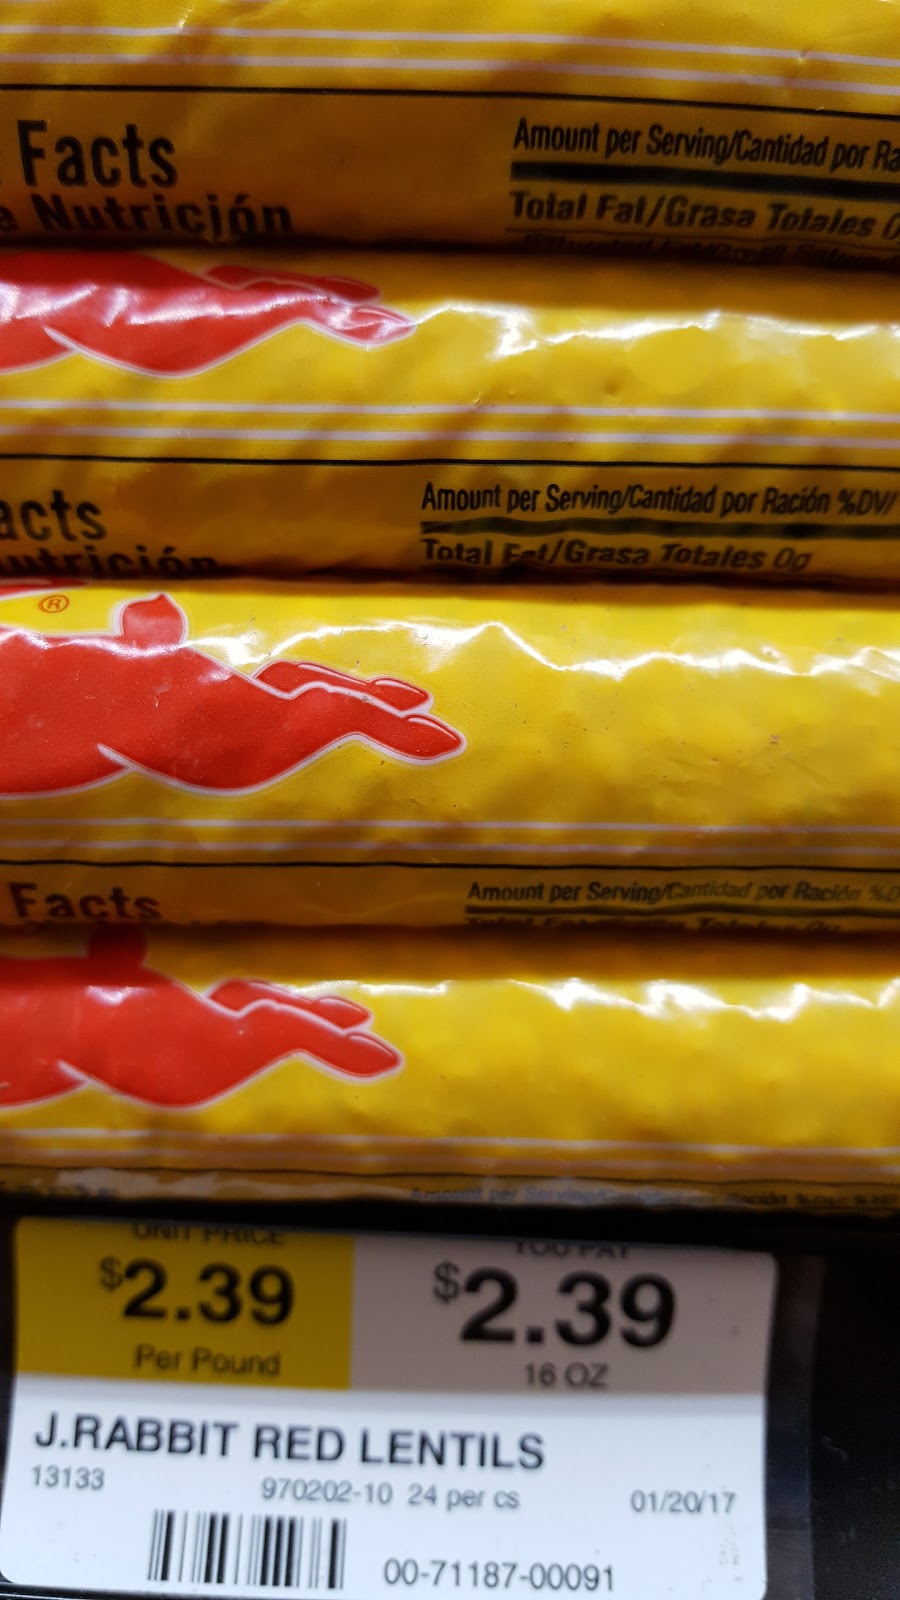 Facts
Nutrición
Amount per Serving/Cantidad por Ra
Total Fat/Grasa Totales 0
acts
utrición
Amount per Serving/Cantidad por Ración %DV/
Total Fat/Grasa Totales 0g
®
Facts
Amount per Serving/Cantidad por Ración %D
UNIT PRICE
$2.39
Per Pound
YOU PAY
$2.39
16 OZ
J.RABBIT RED LENTILS
13133 970202-10 24 per cs 01/20/17
00-71187-00091